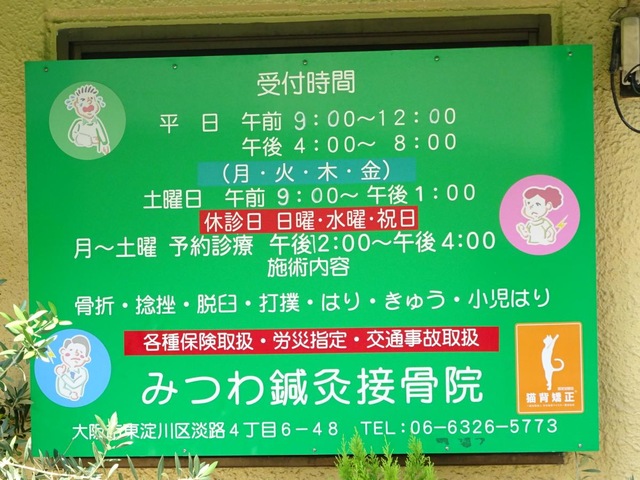 受付時間
平 日 午前 9：00～12：00
午後 4：00～ 8：00
（月・火・木・金）
土曜日 午前 9：00～午後1：00
休診日 日曜・水曜・祝日
月～土曜 予約診療 午後12：00～午後4:00
施術内容
骨折・捻挫・脱臼・打撲・はり・きゅう・小児はり
各種保険取扱・労災指定・交通事故取扱
猫背矯正
みつわ鍼灸接骨院
大阪市東淀川区淡路4丁目6－48 TEL：06－6326－5773